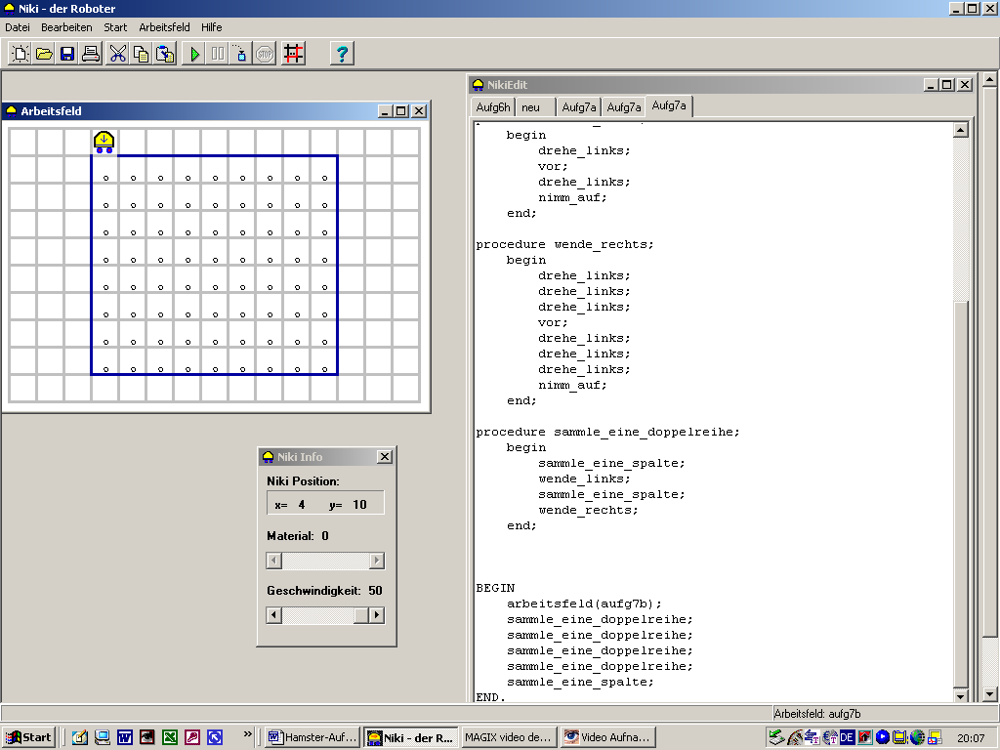 Niki - der Roboter
Datei Bearbeiten Start Arbeitsfeld Hilfe
STOP
?
Arbeitsfeld
Niki Info
Niki Position:
x= 4 y= 10
Material: 0
Geschwindigkeit: 50
NikiEdit
Aufg6h neu Aufg7a Aufg7a Aufg7a
begin
drehe_links;
vor;
drehe_links;
nimm_auf;
end;
procedure wende_rechts;
begin
drehe_links;
drehe_links;
drehe_links;
vor;
drehe_links;
drehe_links;
drehe_links;
nimm_auf;
end;
procedure sammle_eine_doppelreihe;
begin
sammle_eine_spalte;
wende_links;
sammle_eine_spalte;
wende_rechts;
end;
BEGIN
arbeitsfeld(aufg7b);
sammle_eine_doppelreihe;
sammle_eine_doppelreihe;
sammle_eine_doppelreihe;
sammle_eine_doppelreihe;
sammle_eine_spalte;
END.
Arbeitsfeld: aufg7b
Start » Hamster-Auf... Niki - der R... MAGIX video de... Video Aufna... DE 20:07